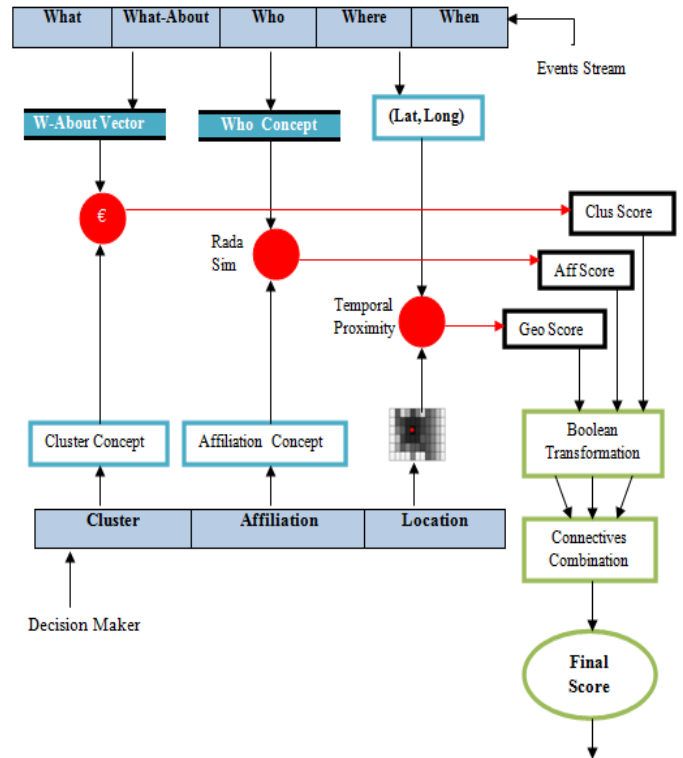 What What-About Who Where When
Events Stream
W-About Vector
Who Concept
(Lat, Long)
€
Clus Score
Rada
Sim
Aff Score
Temporal
Proximity
Geo Score
Cluster Concept
Affiliation Concept
Boolean
Transformation
Cluster Affiliation Location
Connectives
Combination
Decision Maker
Final
Score